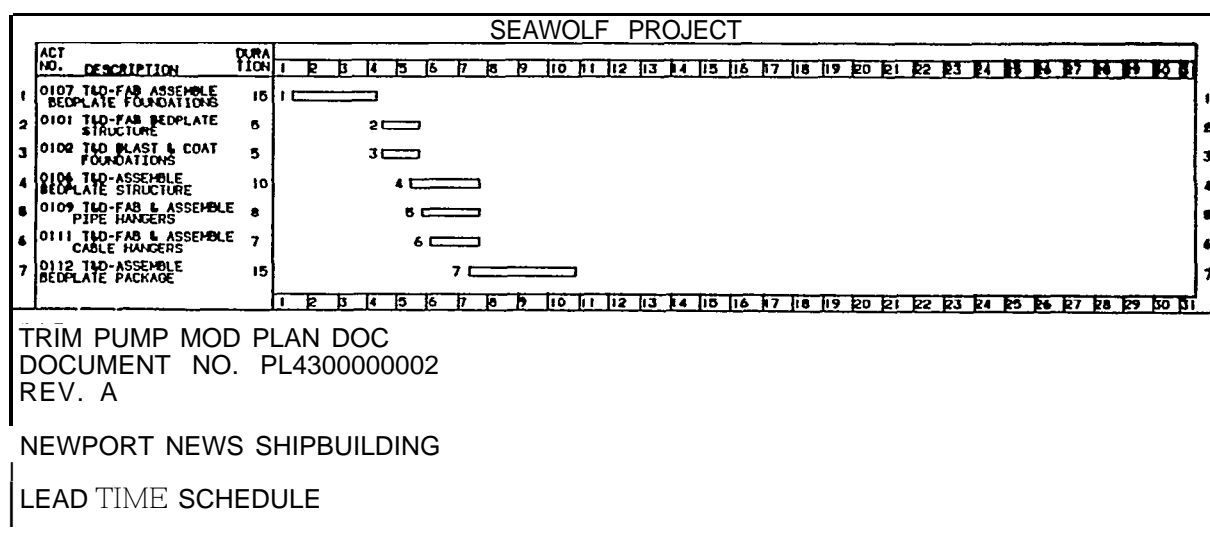 SEAWOLF PROJECT
ACT NO. DESCRIPTION DURATION 1 2 3 4 5 6 7 8 9 10 11 12 13 14 15 16 17 18 19 20 21 22 23 24 25 26 27 28 29 30 31
1 0107 T&D-FAB ASSEMBLE 15 1 1
BEDPLATE FOUNDATIONS
2 0101 T&D-FAB BEDPLATE 5 2 2
STRUCTURE
3 0102 T&D BLAST & COAT 5 3 3
FOUNDATIONS
4 0106 T&D-ASSEMBLE 10 4 4
BEDPLATE STRUCTURE
5 0109 T&D-FAB & ASSEMBLE 8 5 5
PIPE HANGERS
6 0111 T&D-FAB & ASSEMBLE 7 6 6
CABLE HANGERS
7 0112 T&D-ASSEMBLE 15 7 7
BEDPLATE PACKAGE
1 2 3 4 5 6 7 8 9 10 11 12 13 14 15 16 17 18 19 20 21 22 23 24 25 26 27 28 29 30 31
TRIM PUMP MOD PLAN DOC
DOCUMENT NO. PL4300000002
REV. A
NEWPORT NEWS SHIPBUILDING
LEAD TIME SCHEDULE